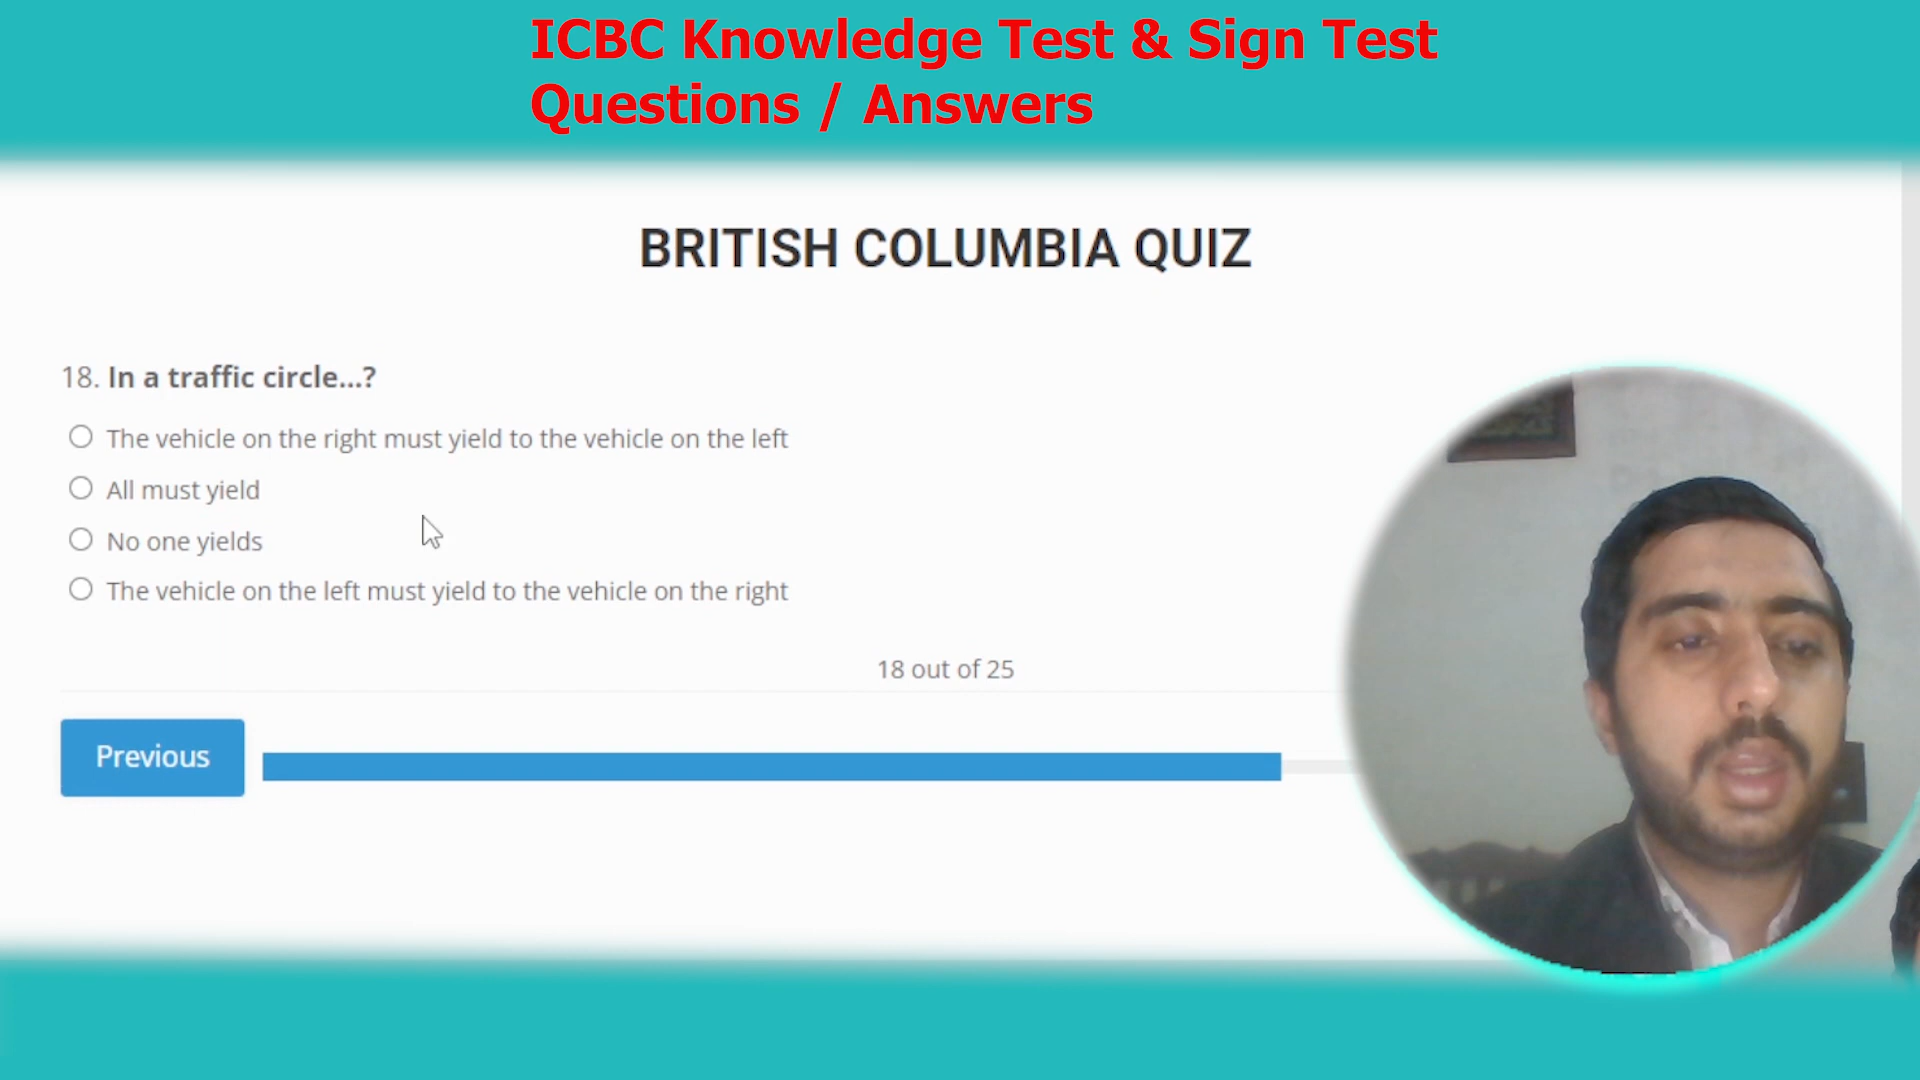 ICBC Knowledge Test & Sign Test
Questions / Answers
BRITISH COLUMBIA QUIZ
18. In a traffic circle...?
The vehicle on the right must yield to the vehicle on the left
All must yield
No one yields
The vehicle on the left must yield to the vehicle on the right
18 out of 25
Previous